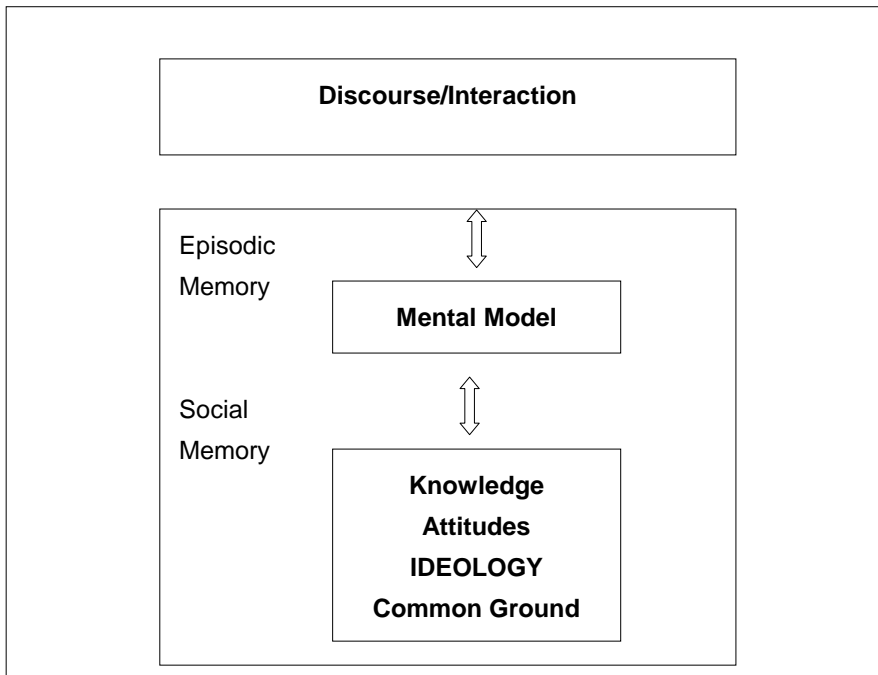 Discourse/Interaction
Episodic
Memory
Mental Model
Social
Memory
Knowledge
Attitudes
IDEOLOGY
Common Ground